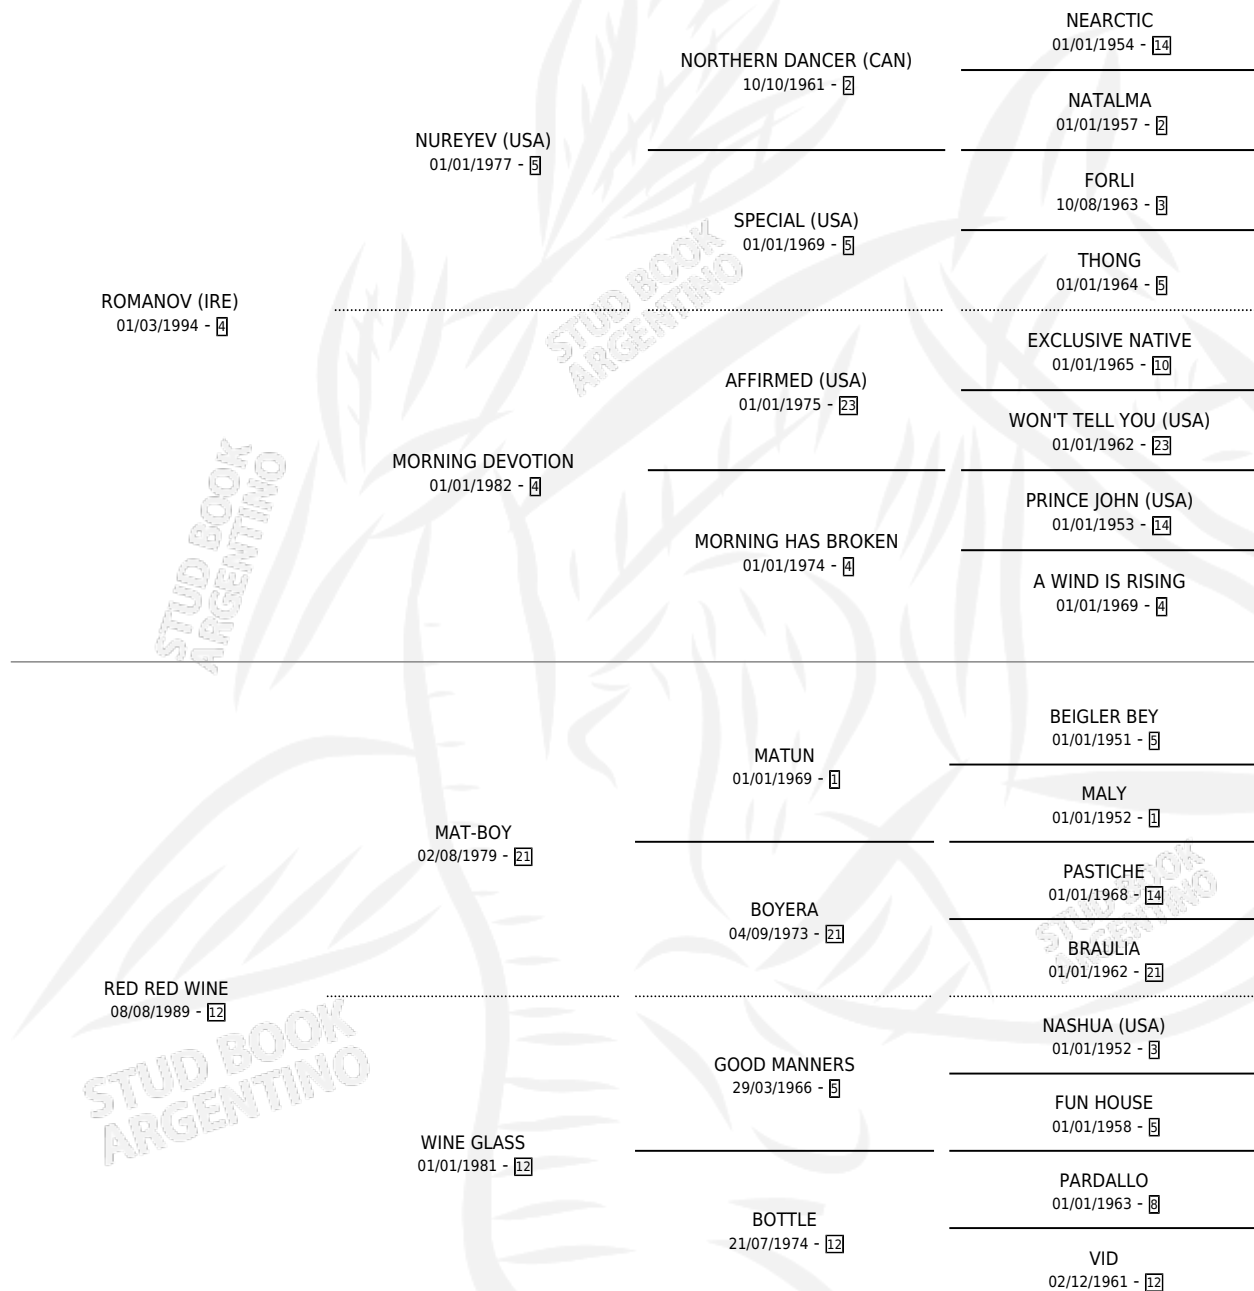 NEARCTIC
01/01/1954 - 14
NORTHERN DANCER (CAN)
10/10/1961 - 2
NATALMA
01/01/1957 - 2
NUREYEV (USA)
01/01/1977 - 5
FORLI
10/08/1963 - 3
SPECIAL (USA)
01/01/1969 - 5
THONG
01/01/1964 - 5
ROMANOV (IRE)
01/03/1994 - 4
STUD BOOK
ARGENTINO
EXCLUSIVE NATIVE
01/01/1965 - 10
AFFIRMED (USA)
01/01/1975 - 23
WON'T TELL YOU (USA)
01/01/1962 - 23
MORNING DEVOTION
01/01/1982 - 4
PRINCE JOHN (USA)
01/01/1953 - 14
MORNING HAS BROKEN
01/01/1974 - 4
A WIND IS RISING
01/01/1969 - 4
STUD BOOK
ARGENTINO
BEIGLER BEY
01/01/1951 - 5
MATUN
01/01/1969 - 1
MALY
01/01/1952 - 1
MAT-BOY
02/08/1979 - 21
PASTICHE
01/01/1968 - 14
BOYERA
04/09/1973 - 21
BRAULIA
01/01/1962 - 21
STUD BOOK
ARGENTINO
RED RED WINE
08/08/1989 - 12
NASHUA (USA)
01/01/1952 - 3
GOOD MANNERS
29/03/1966 - 5
FUN HOUSE
01/01/1958 - 5
STUD BOOK
ARGENTINO
WINE GLASS
01/01/1981 - 12
PARDALLO
01/01/1963 - 8
BOTTLE
21/07/1974 - 12
VID
02/12/1961 - 12